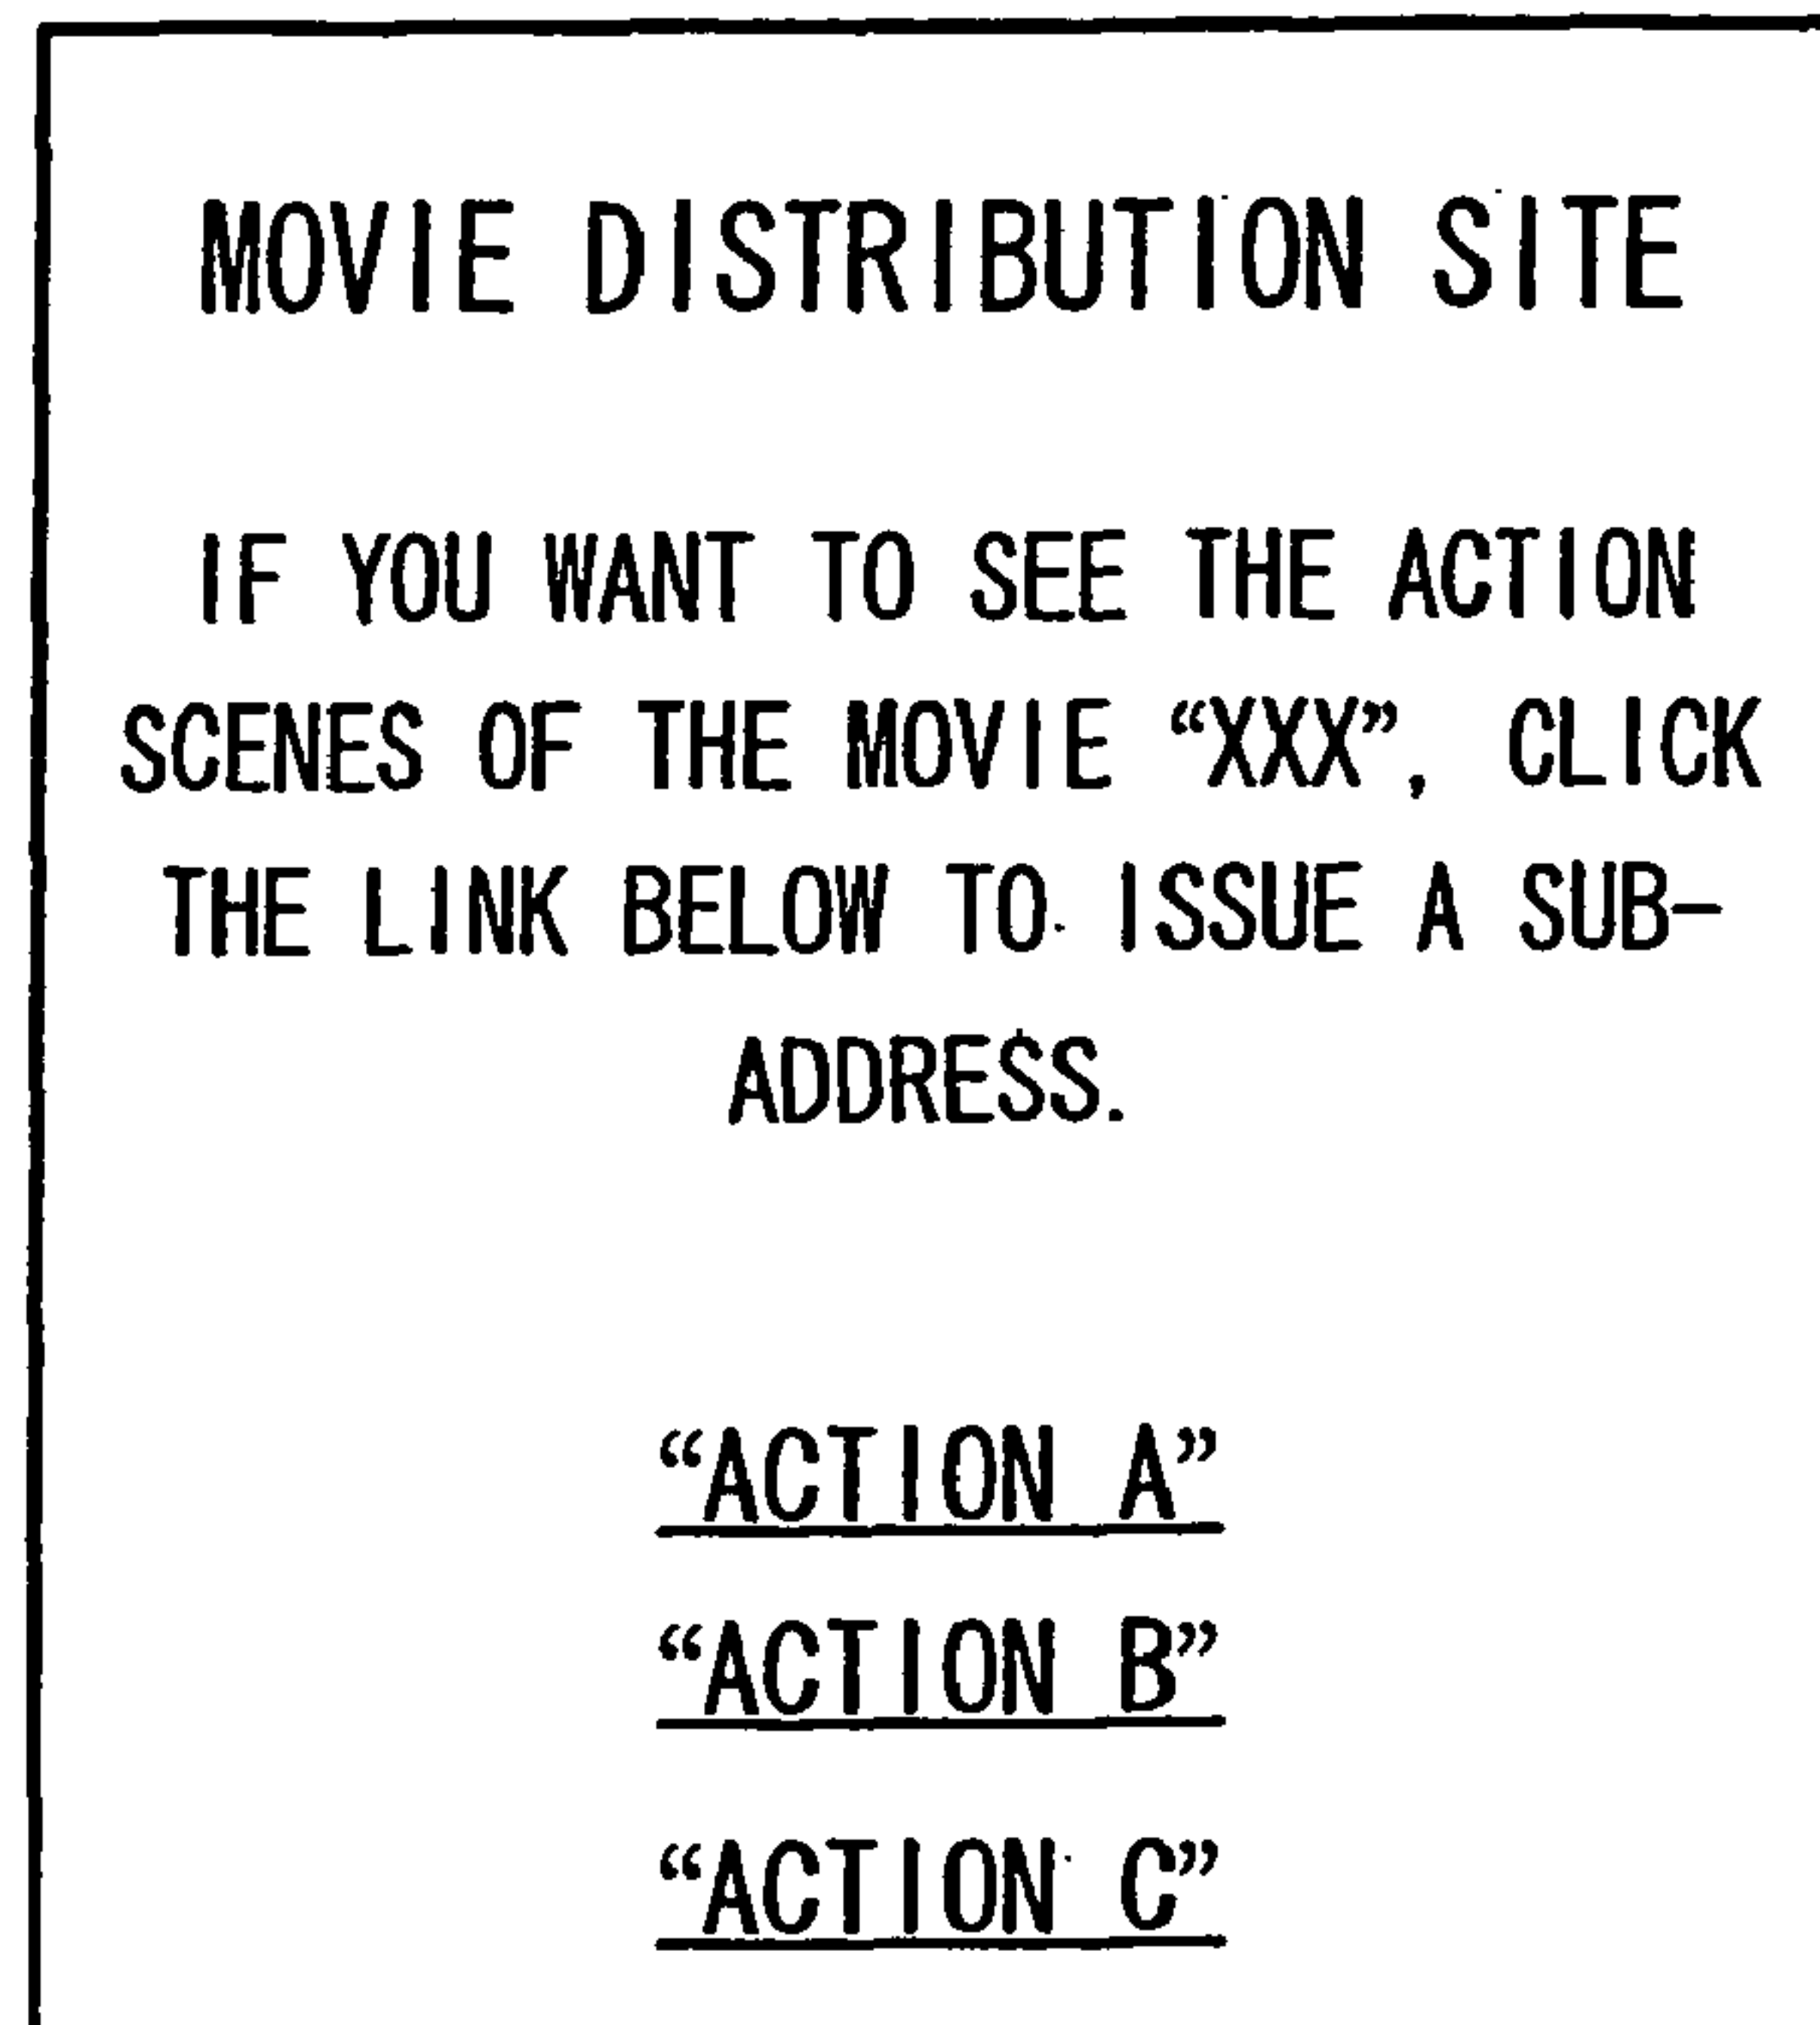 MOVIE DISTRIBUTION SITE
IF YOU WANT TO SEE THE ACTION
SCENES OF THE MOVIE “XXX”, CLICK
THE LINK BELOW TO ISSUE A SUB-
ADDRESS.
“ACTION A”
“ACTION B”
“ACTION C”